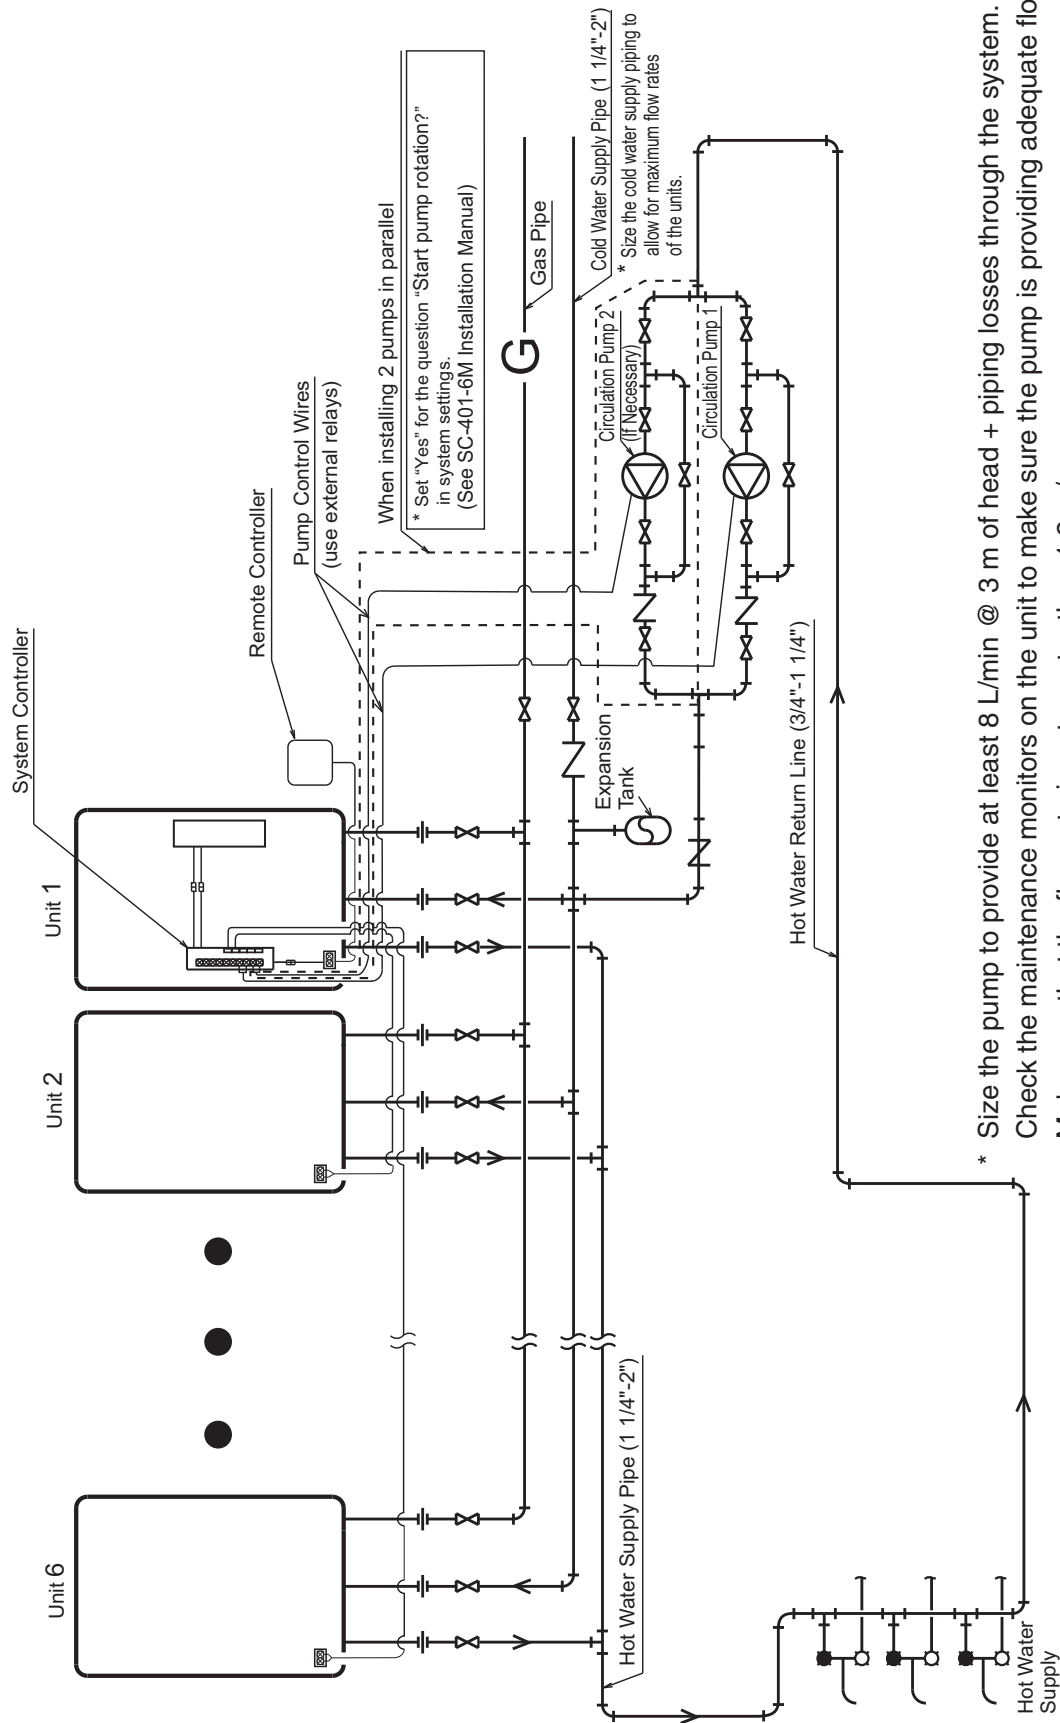 System Controller
Remote Controller
Pump Control Wires
(use external relays)
When installing 2 pumps in parallel
* Set "Yes" for the question "Start pump rotation?"
in system settings.
(See SC-401-6M Installation Manual)
Unit 1
Unit 2
Unit 6
G
Gas Pipe
Cold Water Supply Pipe (1 1/4"-2")
* Size the cold water supply piping to
allow for maximum flow rates
of the units.
Expansion
Tank
Circulation Pump 2
(If Necessary)
Circulation Pump 1
Hot Water Supply Pipe (1 1/4"-2")
Hot Water Return Line (3/4"-1 1/4")
Hot Water
Supply
* Size the pump to provide at least 8 L/min @ 3 m of head + piping losses through the system.
Check the maintenance monitors on the unit to make sure the pump is providing adequate flo